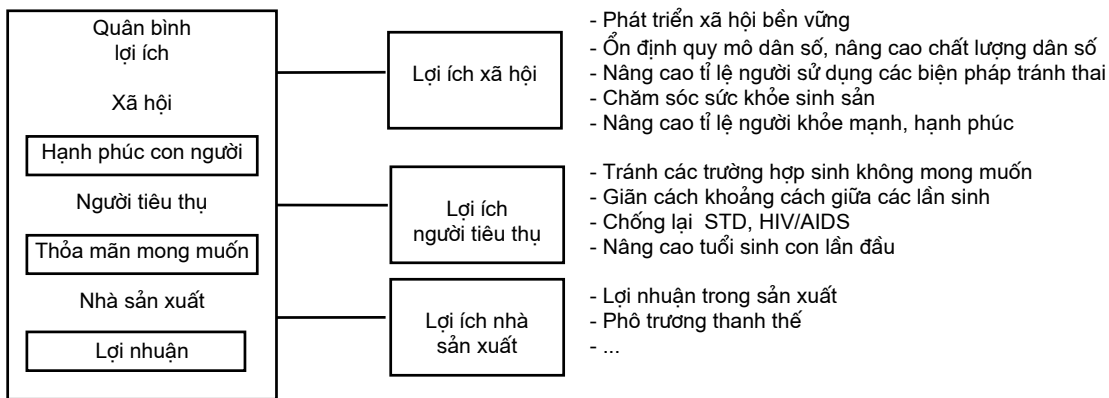 Quân bình
lợi ích
Xã hội
Hạnh phúc con người
Người tiêu thụ
Thỏa mãn mong muốn
Nhà sản xuất
Lợi nhuận
Lợi ích xã hội
- Phát triển xã hội bền vững
- Ổn định quy mô dân số, nâng cao chất lượng dân số
- Nâng cao tỉ lệ người sử dụng các biện pháp tránh thai
- Chăm sóc sức khỏe sinh sản
- Nâng cao tỉ lệ người khỏe mạnh, hạnh phúc
Lợi ích
người tiêu thụ
- Tránh các trường hợp sinh không mong muốn
- Giãn cách khoảng cách giữa các lần sinh
- Chống lại STD, HIV/AIDS
- Nâng cao tuổi sinh con lần đầu
Lợi ích nhà
sản xuất
- Lợi nhuận trong sản xuất
- Phô trương thanh thế
- ...